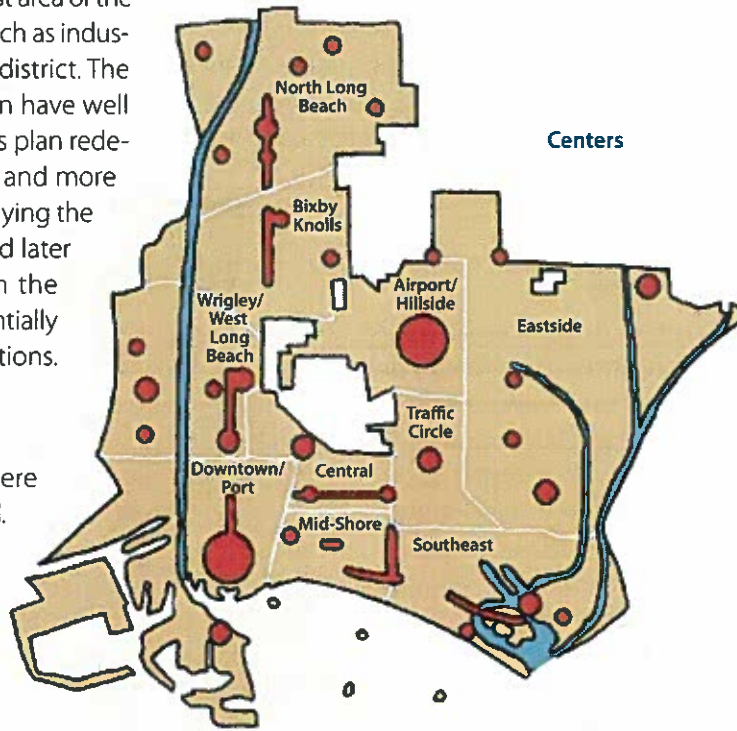 st area of the
ch as indus-
district. The
n have well
s plan rede-
and more
ying the
d later
n the
ntially
tions.
ere
Centers
North Long
Beach
Bixby
Knolls
Airport/
Hillside
Wrigley/
West
Long
Beach
Eastside
Traffic
Circle
Downtown/
Port
Central
Mid-Shore
Southeast